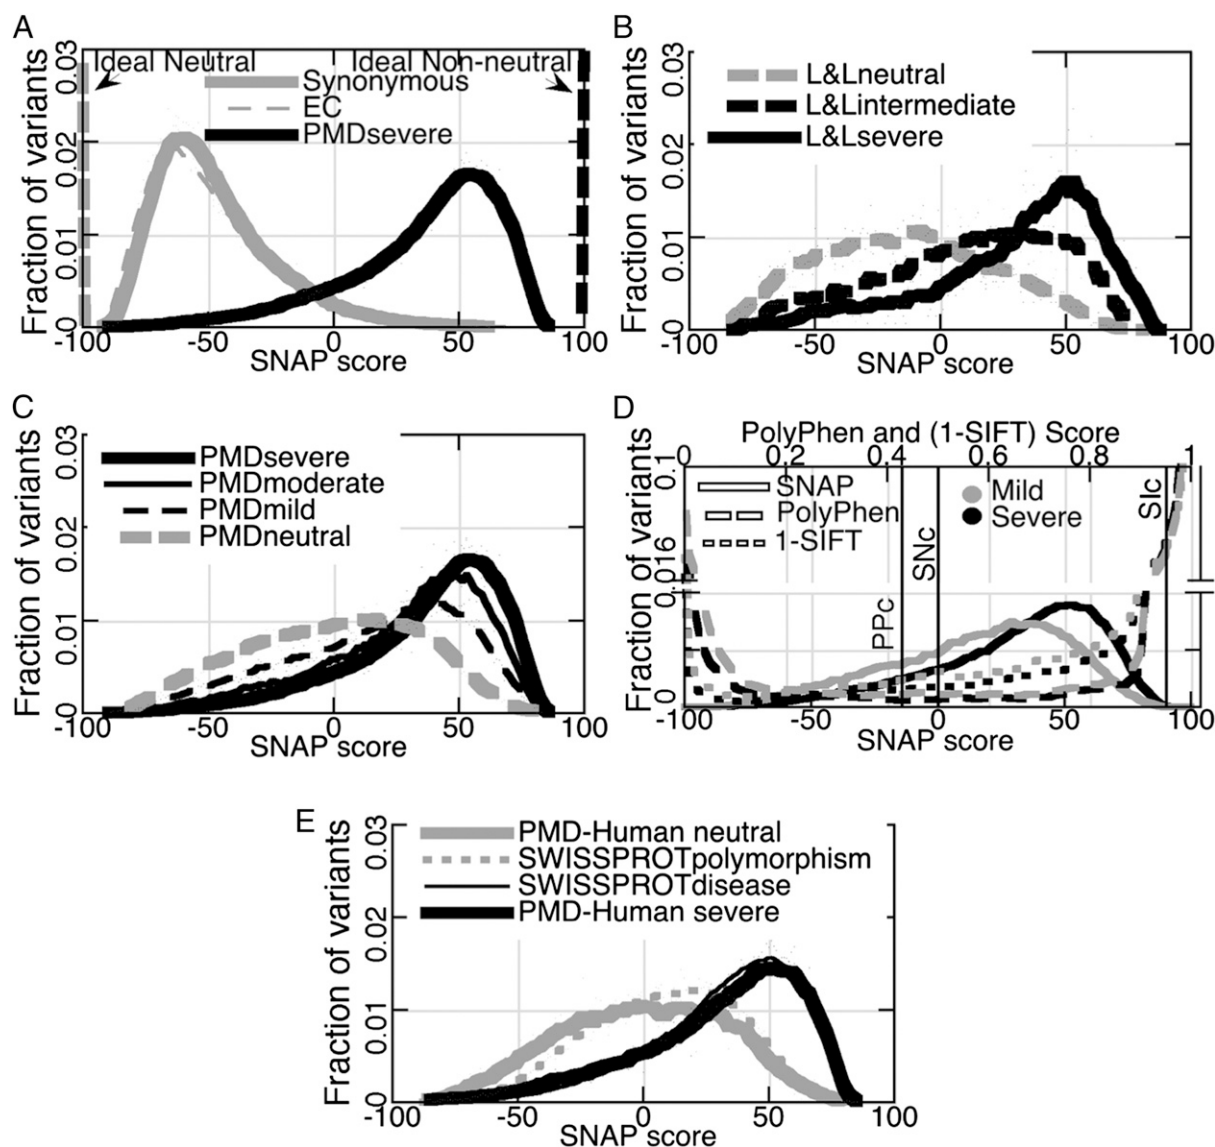 A
Ideal Neutral
Ideal Non-neutral
Synonymous
EC
PMDsevere
Fraction of variants
0 0.01 0.02 0.03
-100 -50 0 50 100
SNAP score
B
L&Lneutral
L&Lintermediate
L&Lsevere
Fraction of variants
0 0.01 0.02 0.03
-100 -50 0 50 100
SNAP score
C
PMDsevere
PMDmoderate
PMDmild
PMDneutral
Fraction of variants
0 0.01 0.02 0.03
-100 -50 0 50 100
SNAP score
D
PolyPhen and (1-SIFT) Score
0 0.2 0.4 0.6 0.8 1
SNAP
PolyPhen
1-SIFT
Mild
Severe
PPc
SNc
SIc
Fraction of variants
0 0.016 0.1
-100 -50 0 50 100
SNAP score
E
PMD-Human neutral
SWISSPROTpolymorphism
SWISSPROTdisease
PMD-Human severe
Fraction of variants
0 0.01 0.02 0.03
-100 -50 0 50 100
SNAP score